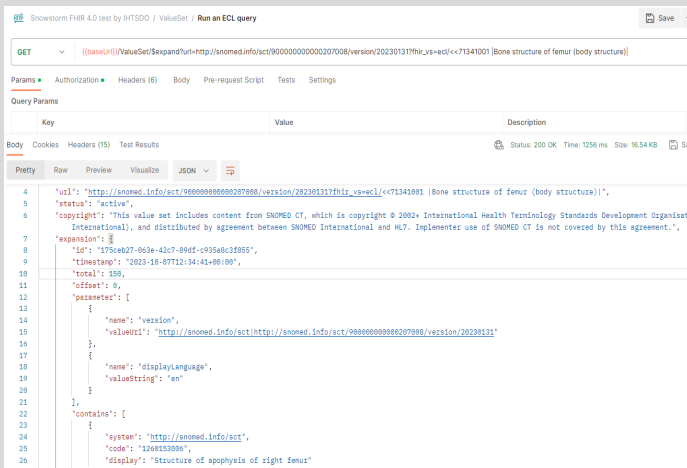 Snowstorm FHIR 4.0 test by IHTSDO / ValueSet / Run an ECL query
Save
GET {{baseUrl}}/ValueSet/$expand?url=http://snomed.info/sct/900000000000207008/version/20230131?fhir_vs=ecl/<<71341001 |Bone structure of femur (body structure)|
Params Authorization Headers (6) Body Pre-request Script Tests Settings
Query Params
Key Value Description
Body Cookies Headers (15) Test Results Status: 200 OK Time: 1256 ms Size: 16.54 KB
Pretty Raw Preview Visualize JSON
4 "url": "http://snomed.info/sct/900000000000207008/version/20230131?fhir_vs=ecl/<<71341001 |Bone structure of femur (body structure)|",
5 "status": "active",
6 "copyright": "This value set includes content from SNOMED CT, which is copyright © 2002+ International Health Terminology Standards Development Organisat
International), and distributed by agreement between SNOMED International and HL7. Implementer use of SNOMED CT is not covered by this agreement.",
7 "expansion": {
8 "id": "175ceb27-063e-42c7-89df-c935a8c3f855",
9 "timestamp": "2023-10-07T12:34:41+00:00",
10 "total": 150,
11 "offset": 0,
12 "parameter": [
13 {
14 "name": "version",
15 "valueUri": "http://snomed.info/sct|http://snomed.info/sct/900000000000207008/version/20230131"
16 },
17 {
18 "name": "displayLanguage",
19 "valueString": "en"
20 }
21 ],
22 "contains": [
23 {
24 "system": "http://snomed.info/sct",
25 "code": "1260153006",
26 "display": "Structure of apophysis of right femur"